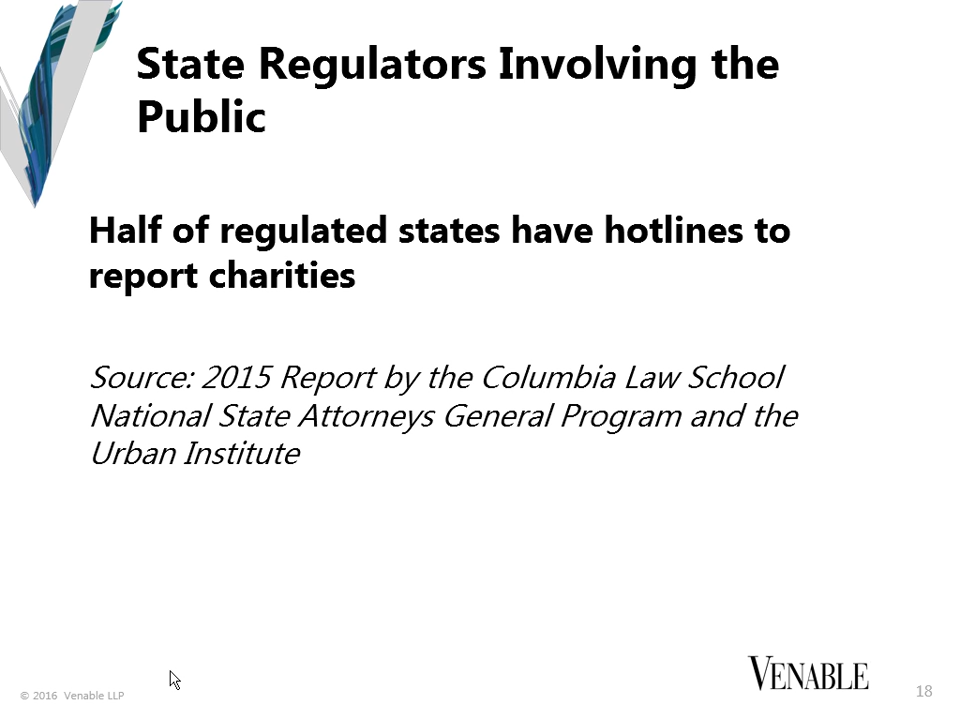 State Regulators Involving the
Public
Half of regulated states have hotlines to
report charities
Source: 2015 Report by the Columbia Law School
National State Attorneys General Program and the
Urban Institute
© 2016 Venable LLP
VENABLE
18